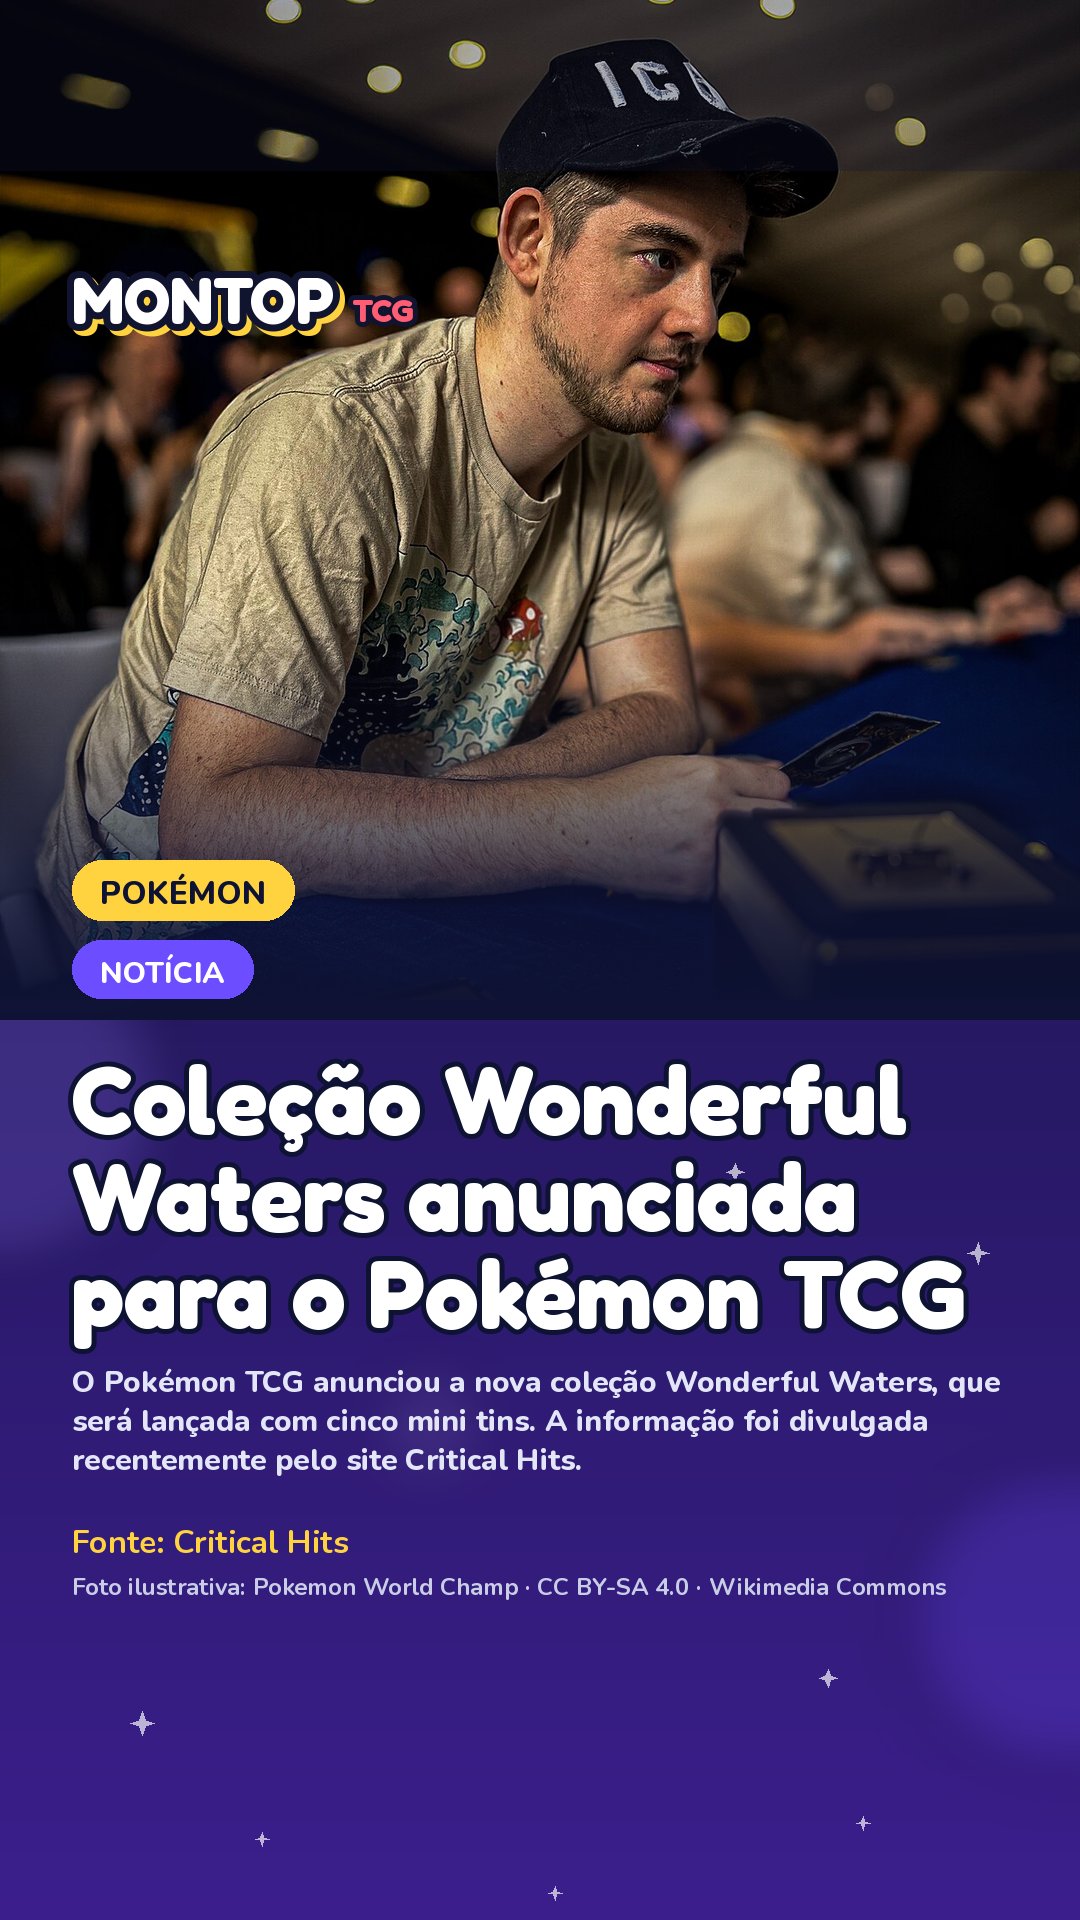 MONTOP TCG
POKÉMON
NOTÍCIA
Coleção Wonderful
Waters anunciada
para o Pokémon TCG
O Pokémon TCG anunciou a nova coleção Wonderful Waters, que
será lançada com cinco mini tins. A informação foi divulgada
recentemente pelo site Critical Hits.
Fonte: Critical Hits
Foto ilustrativa: Pokemon World Champ · CC BY-SA 4.0 · Wikimedia Commons